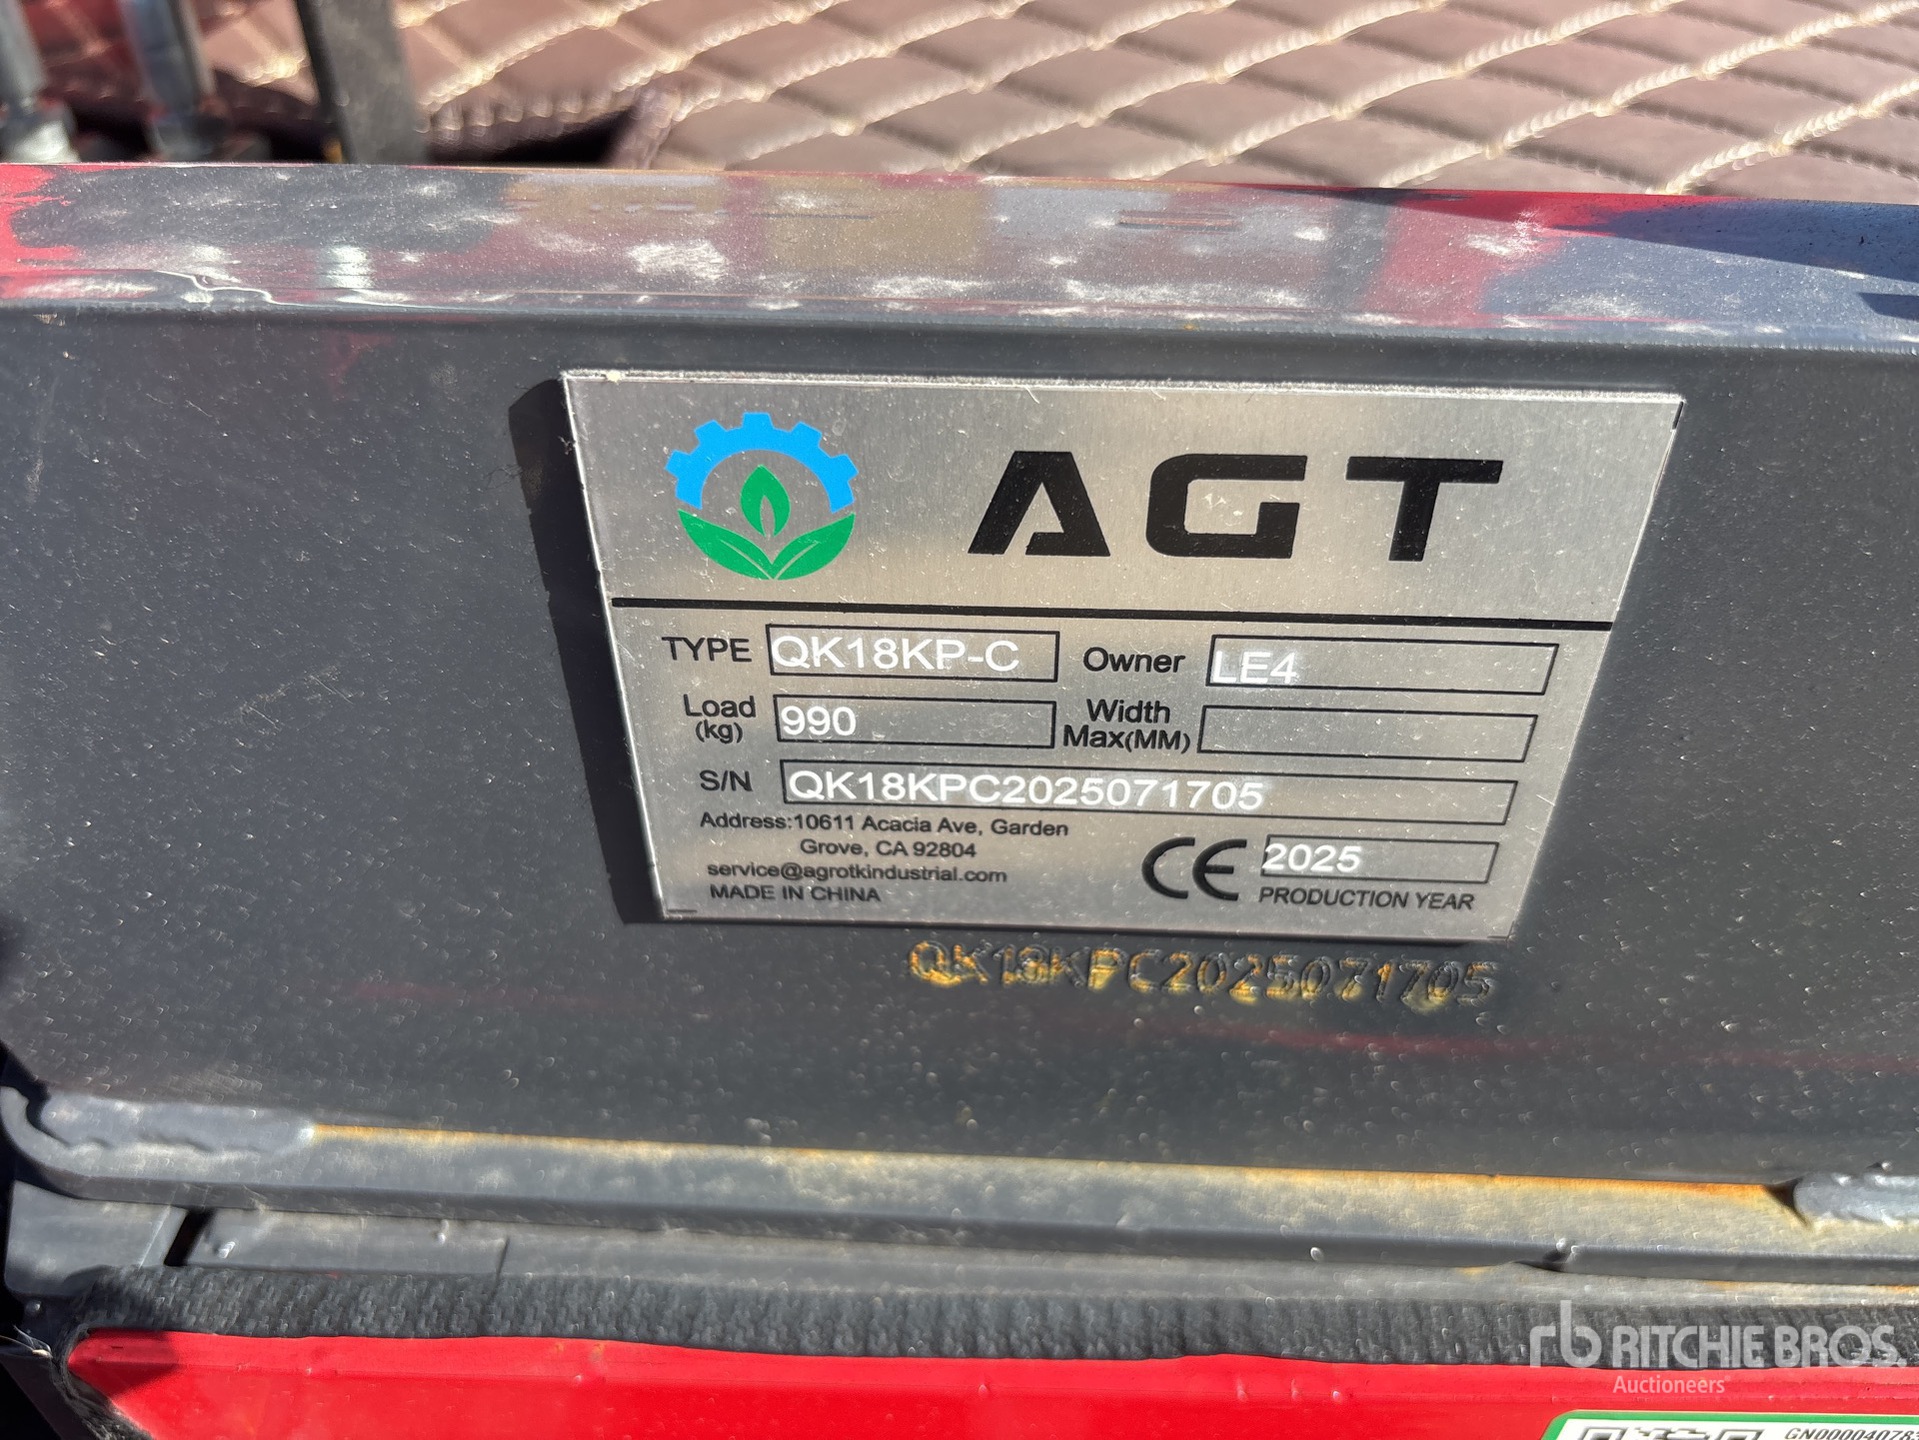 AGT
TYPE QK18KP-C Owner LE4
Load (kg) 990 Width Max(MM)
S/N QK18KPC2025071705
Address:10611 Acacia Ave, Garden
Grove, CA 92804
service@agrotkindustrial.com
MADE IN CHINA
CE 2025
PRODUCTION YEAR
QK18KPC2025071705
rb RITCHIE BROS.
Auctioneers